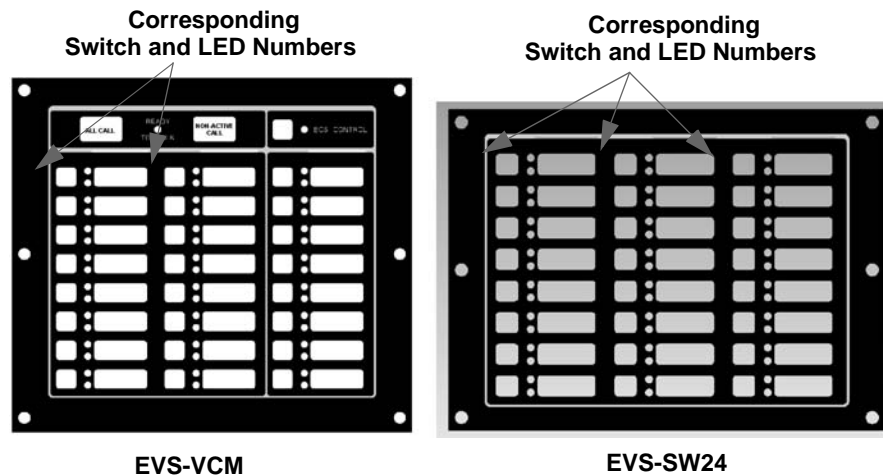 Corresponding
Switch and LED Numbers
Corresponding
Switch and LED Numbers
ALL CALL
READY
NON-ACTIVE
CALL
ECS CONTROL
EVS-VCM
EVS-SW24